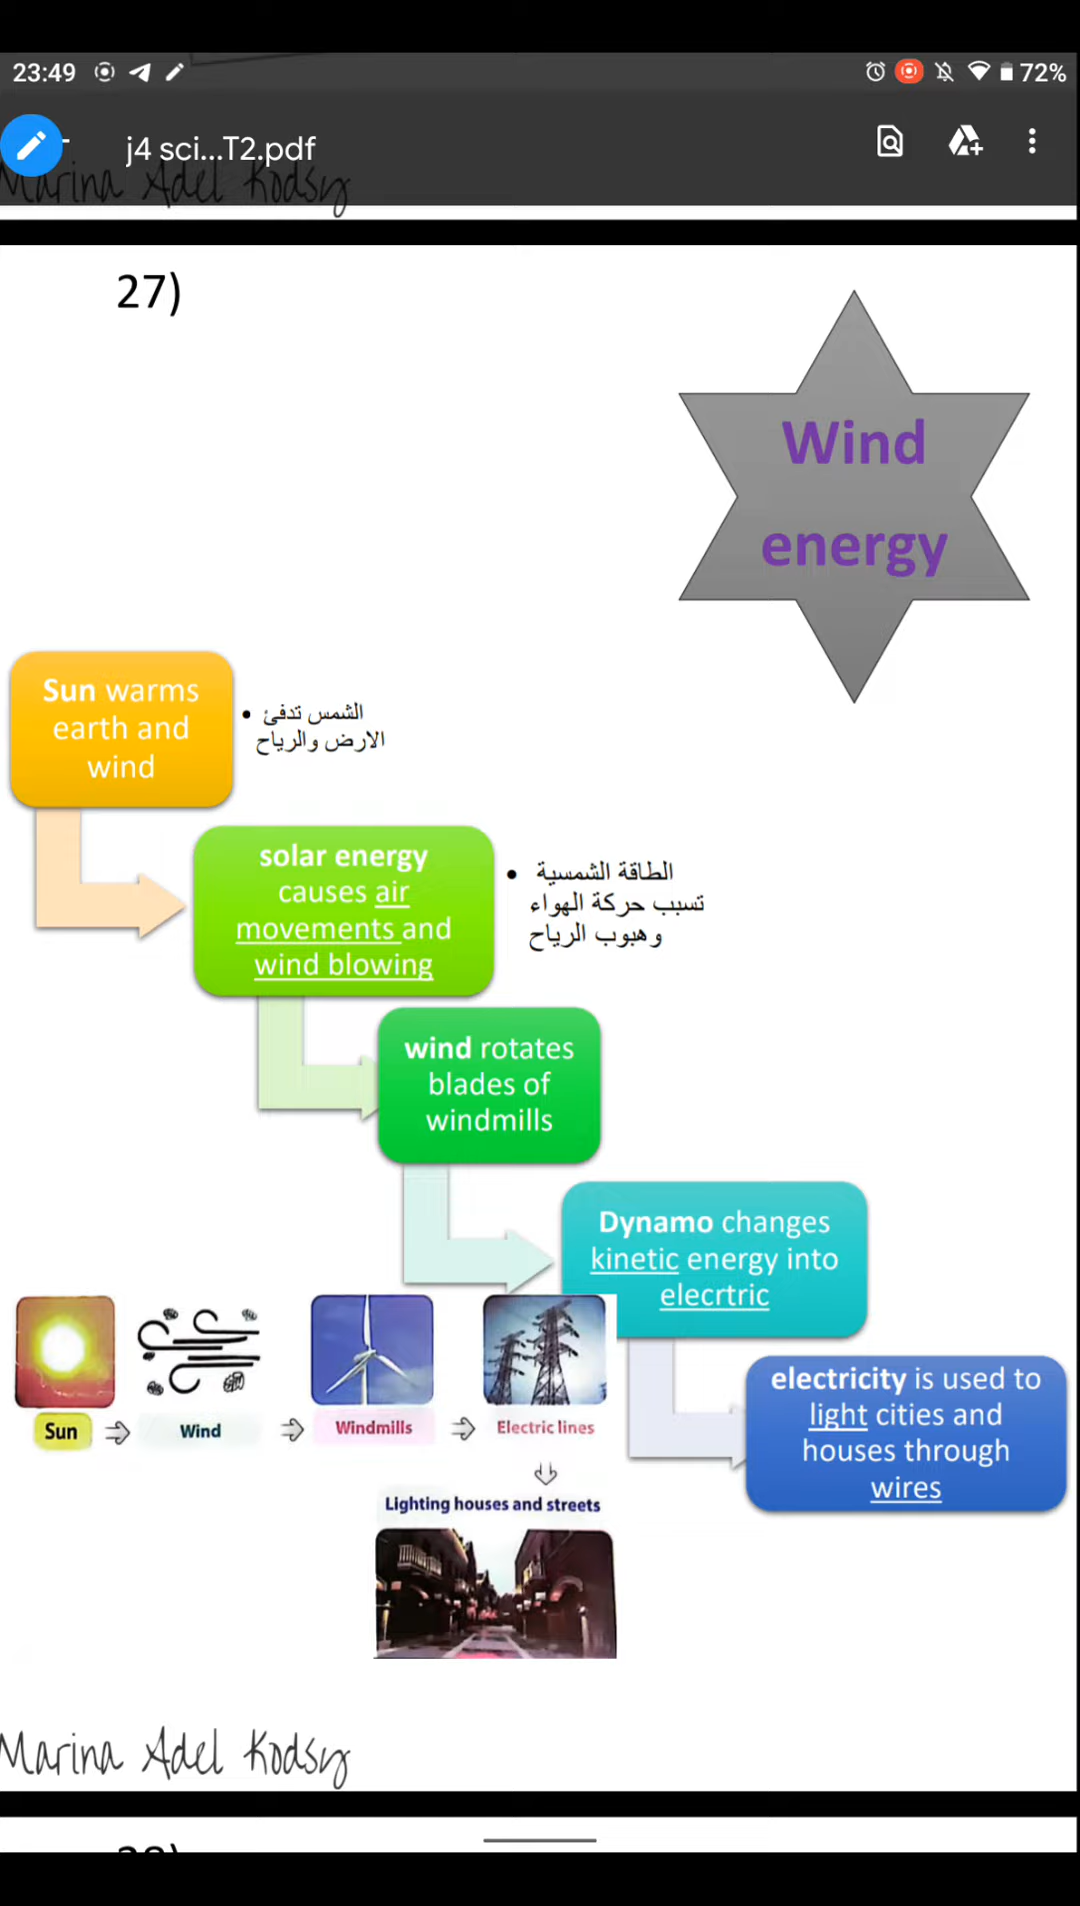 23:49
72%
j4 sci...T2.pdf
Marina Adel Kodsy
27)
Wind
energy
Sun warms
earth and
wind
• الشمس تدفئ
الارض والرياح
solar energy
causes air
movements and
wind blowing
• الطاقة الشمسية
تسبب حركة الهواء
وهبوب الرياح
wind rotates
blades of
windmills
Dynamo changes
kinetic energy into
elecrtric
electricity is used to
light cities and
houses through
wires
Sun
Wind
Windmills
Electric lines
Lighting houses and streets
Marina Adel Kodsy